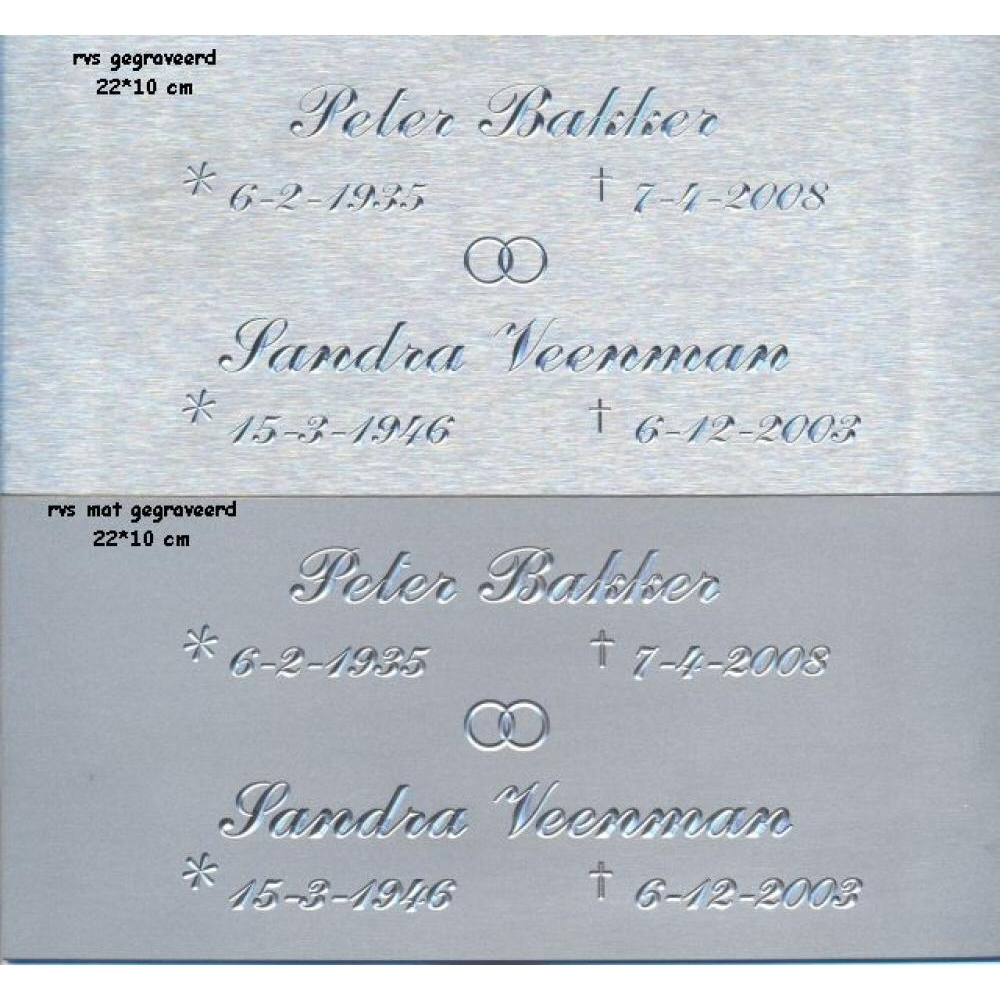 rvs gegraveerd
22*10 cm
Peter Bakker
* 6-2-1935 † 7-4-2008
Sandra Veenman
* 15-3-1946 † 6-12-2003
rvs mat gegraveerd
22*10 cm
Peter Bakker
* 6-2-1935 † 7-4-2008
Sandra Veenman
* 15-3-1946 † 6-12-2003